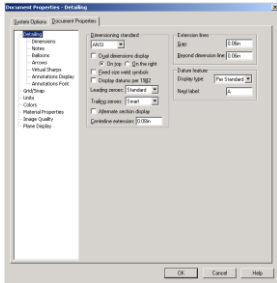 Document Properties - Detailing
System Options
Document Properties
Detailing
Dimensions
Notes
Balloons
Arrows
Virtual Sharps
Annotations Display
Annotations Font
Grid/Snap
Units
Colors
Material Properties
Image Quality
Plane Display
Dimensioning standard
ANSI
Dual dimensions display
On top
On the right
Fixed size weld symbols
Display datums per 1982
Leading zeroes: Standard
Trailing zeroes: Smart
Alternate section display
Centerline extension: 0.09in
Extension lines
Gap: 0.06in
Beyond dimension line: 0.06in
Datum feature
Display type: Per Standard
Next label: A
OK
Cancel
Help